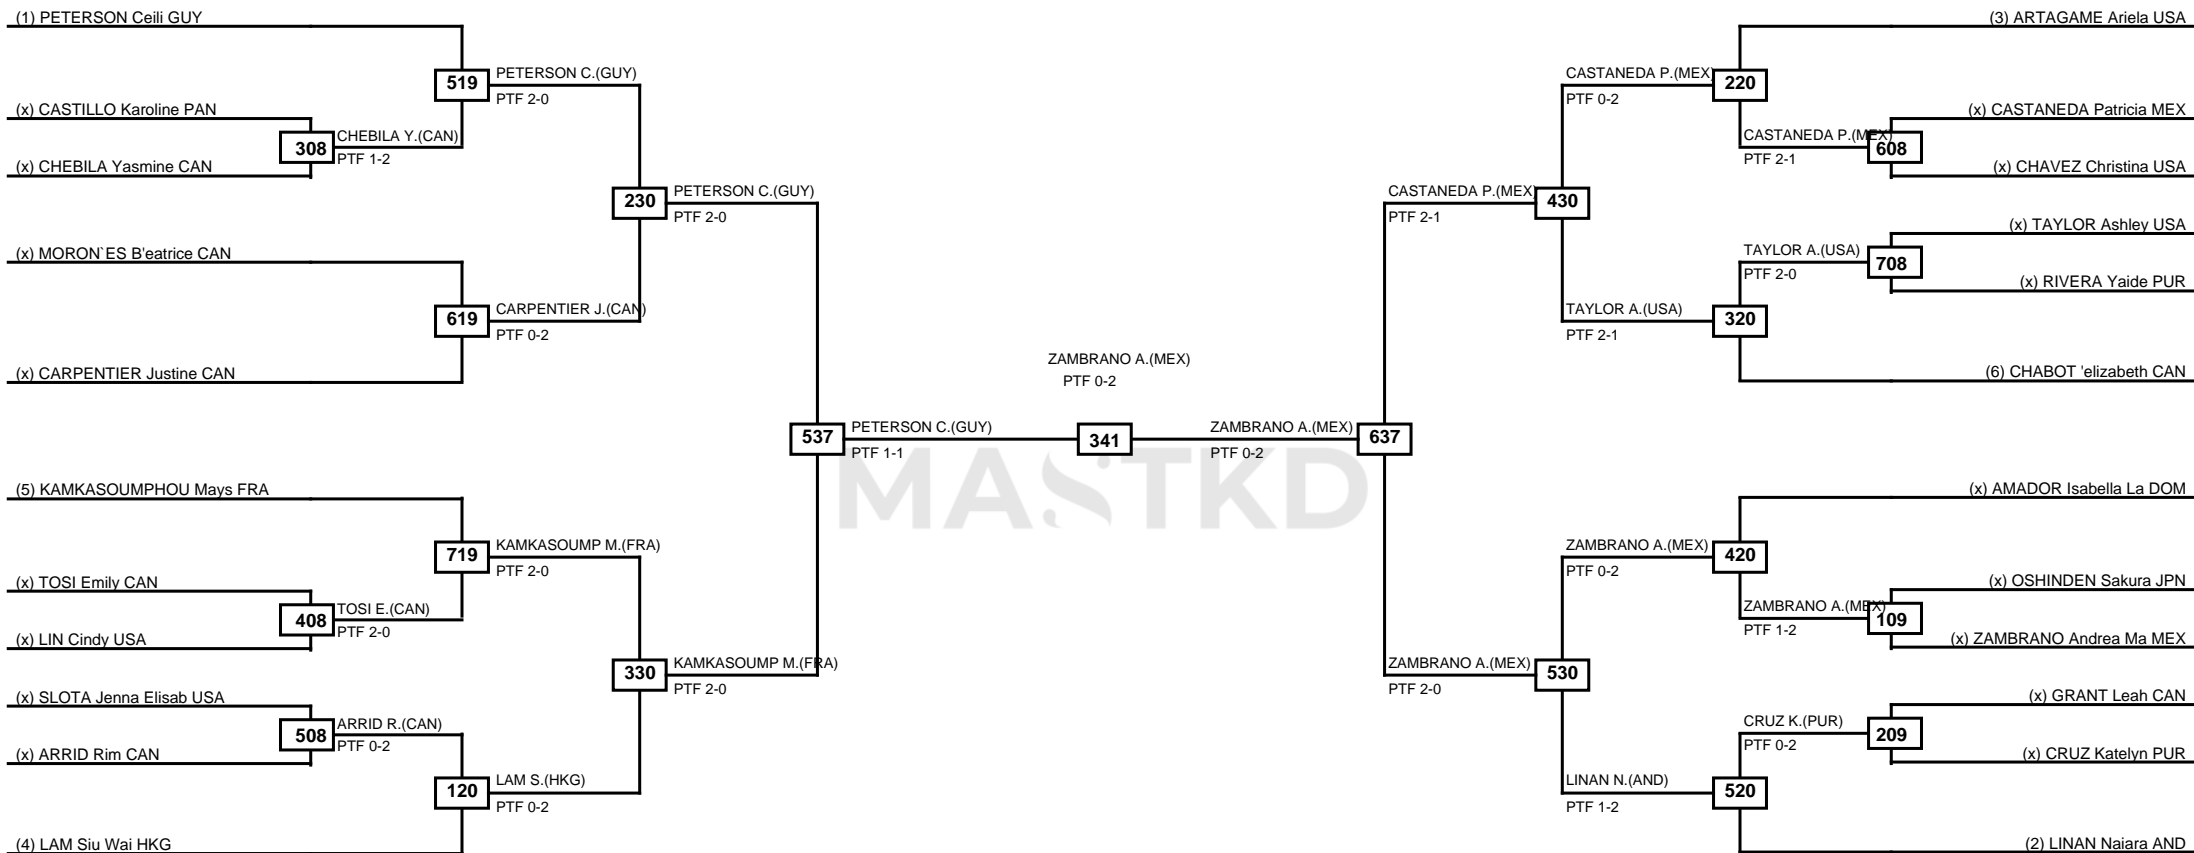 (1) PETERSON Ceili GUY
(x) CASTILLO Karoline PAN
(x) CHEBILA Yasmine CAN
(x) MORON`ES B'eatrice CAN
(x) CARPENTIER Justine CAN
(5) KAMKASOUMPHOU Mays FRA
(x) TOSI Emily CAN
(x) LIN Cindy USA
(x) SLOTA Jenna Elisab USA
(x) ARRID Rim CAN
(4) LAM Siu Wai HKG
308
CHEBILA Y.(CAN)
PTF 1-2
408
TOSI E.(CAN)
PTF 2-0
508
ARRID R.(CAN)
PTF 0-2
519
PETERSON C.(GUY)
PTF 2-0
619
CARPENTIER J.(CAN)
PTF 0-2
719
KAMKASOUMP M.(FRA)
PTF 2-0
120
LAM S.(HKG)
PTF 0-2
230
PETERSON C.(GUY)
PTF 2-0
330
KAMKASOUMP M.(FRA)
PTF 2-0
537
PETERSON C.(GUY)
PTF 1-1
ZAMBRANO A.(MEX)
PTF 0-2
341
MASTKD
ZAMBRANO A.(MEX)
PTF 0-2
637
CASTANEDA P.(MEX)
PTF 2-1
430
ZAMBRANO A.(MEX)
PTF 2-0
530
CASTANEDA P.(MEX)
PTF 0-2
220
TAYLOR A.(USA)
PTF 2-1
320
ZAMBRANO A.(MEX)
PTF 0-2
420
LINAN N.(AND)
PTF 1-2
520
CASTANEDA P.(MEX)
PTF 2-1
608
TAYLOR A.(USA)
PTF 2-0
708
ZAMBRANO A.(MEX)
PTF 1-2
109
CRUZ K.(PUR)
PTF 0-2
209
(3) ARTAGAME Ariela USA
(x) CASTANEDA Patricia MEX
(x) CHAVEZ Christina USA
(x) TAYLOR Ashley USA
(x) RIVERA Yaide PUR
(6) CHABOT 'elizabeth CAN
(x) AMADOR Isabella La DOM
(x) OSHINDEN Sakura JPN
(x) ZAMBRANO Andrea Ma MEX
(x) GRANT Leah CAN
(x) CRUZ Katelyn PUR
(2) LINAN Naiara AND